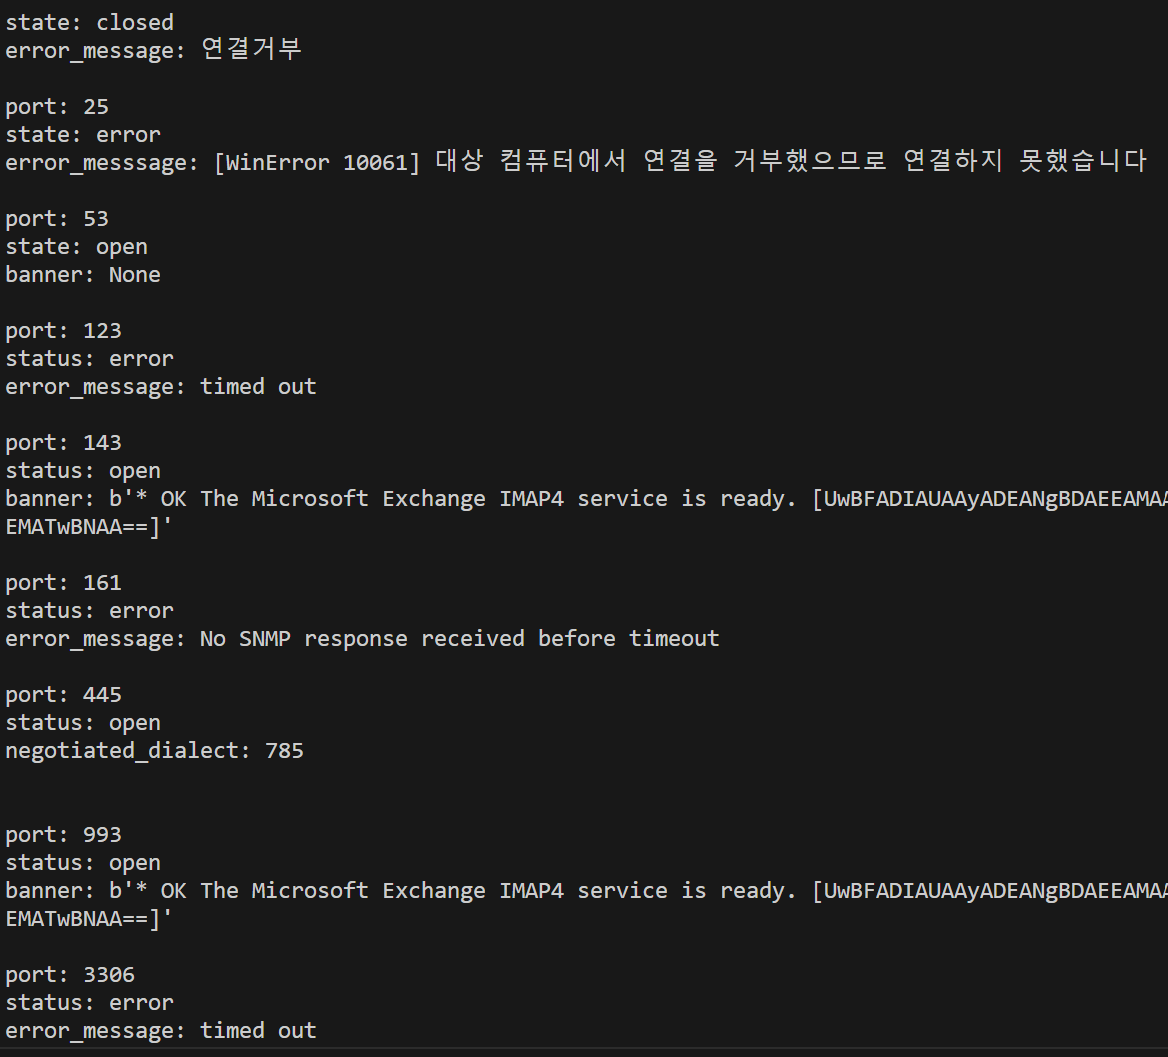 state: closed
error_message: 연결거부
port: 25
state: error
error_messsage: [WinError 10061] 대상 컴퓨터에서 연결을 거부했으므로 연결하지 못했습니다
port: 53
state: open
banner: None
port: 123
status: error
error_message: timed out
port: 143
status: open
banner: b'* OK The Microsoft Exchange IMAP4 service is ready. [UwBFADIAUAAyADEANgBDAEEAMAA
EMATwBNAA==]'
port: 161
status: error
error_message: No SNMP response received before timeout
port: 445
status: open
negotiated_dialect: 785
port: 993
status: open
banner: b'* OK The Microsoft Exchange IMAP4 service is ready. [UwBFADIAUAAyADEANgBDAEEAMAA
EMATwBNAA==]'
port: 3306
status: error
error_message: timed out